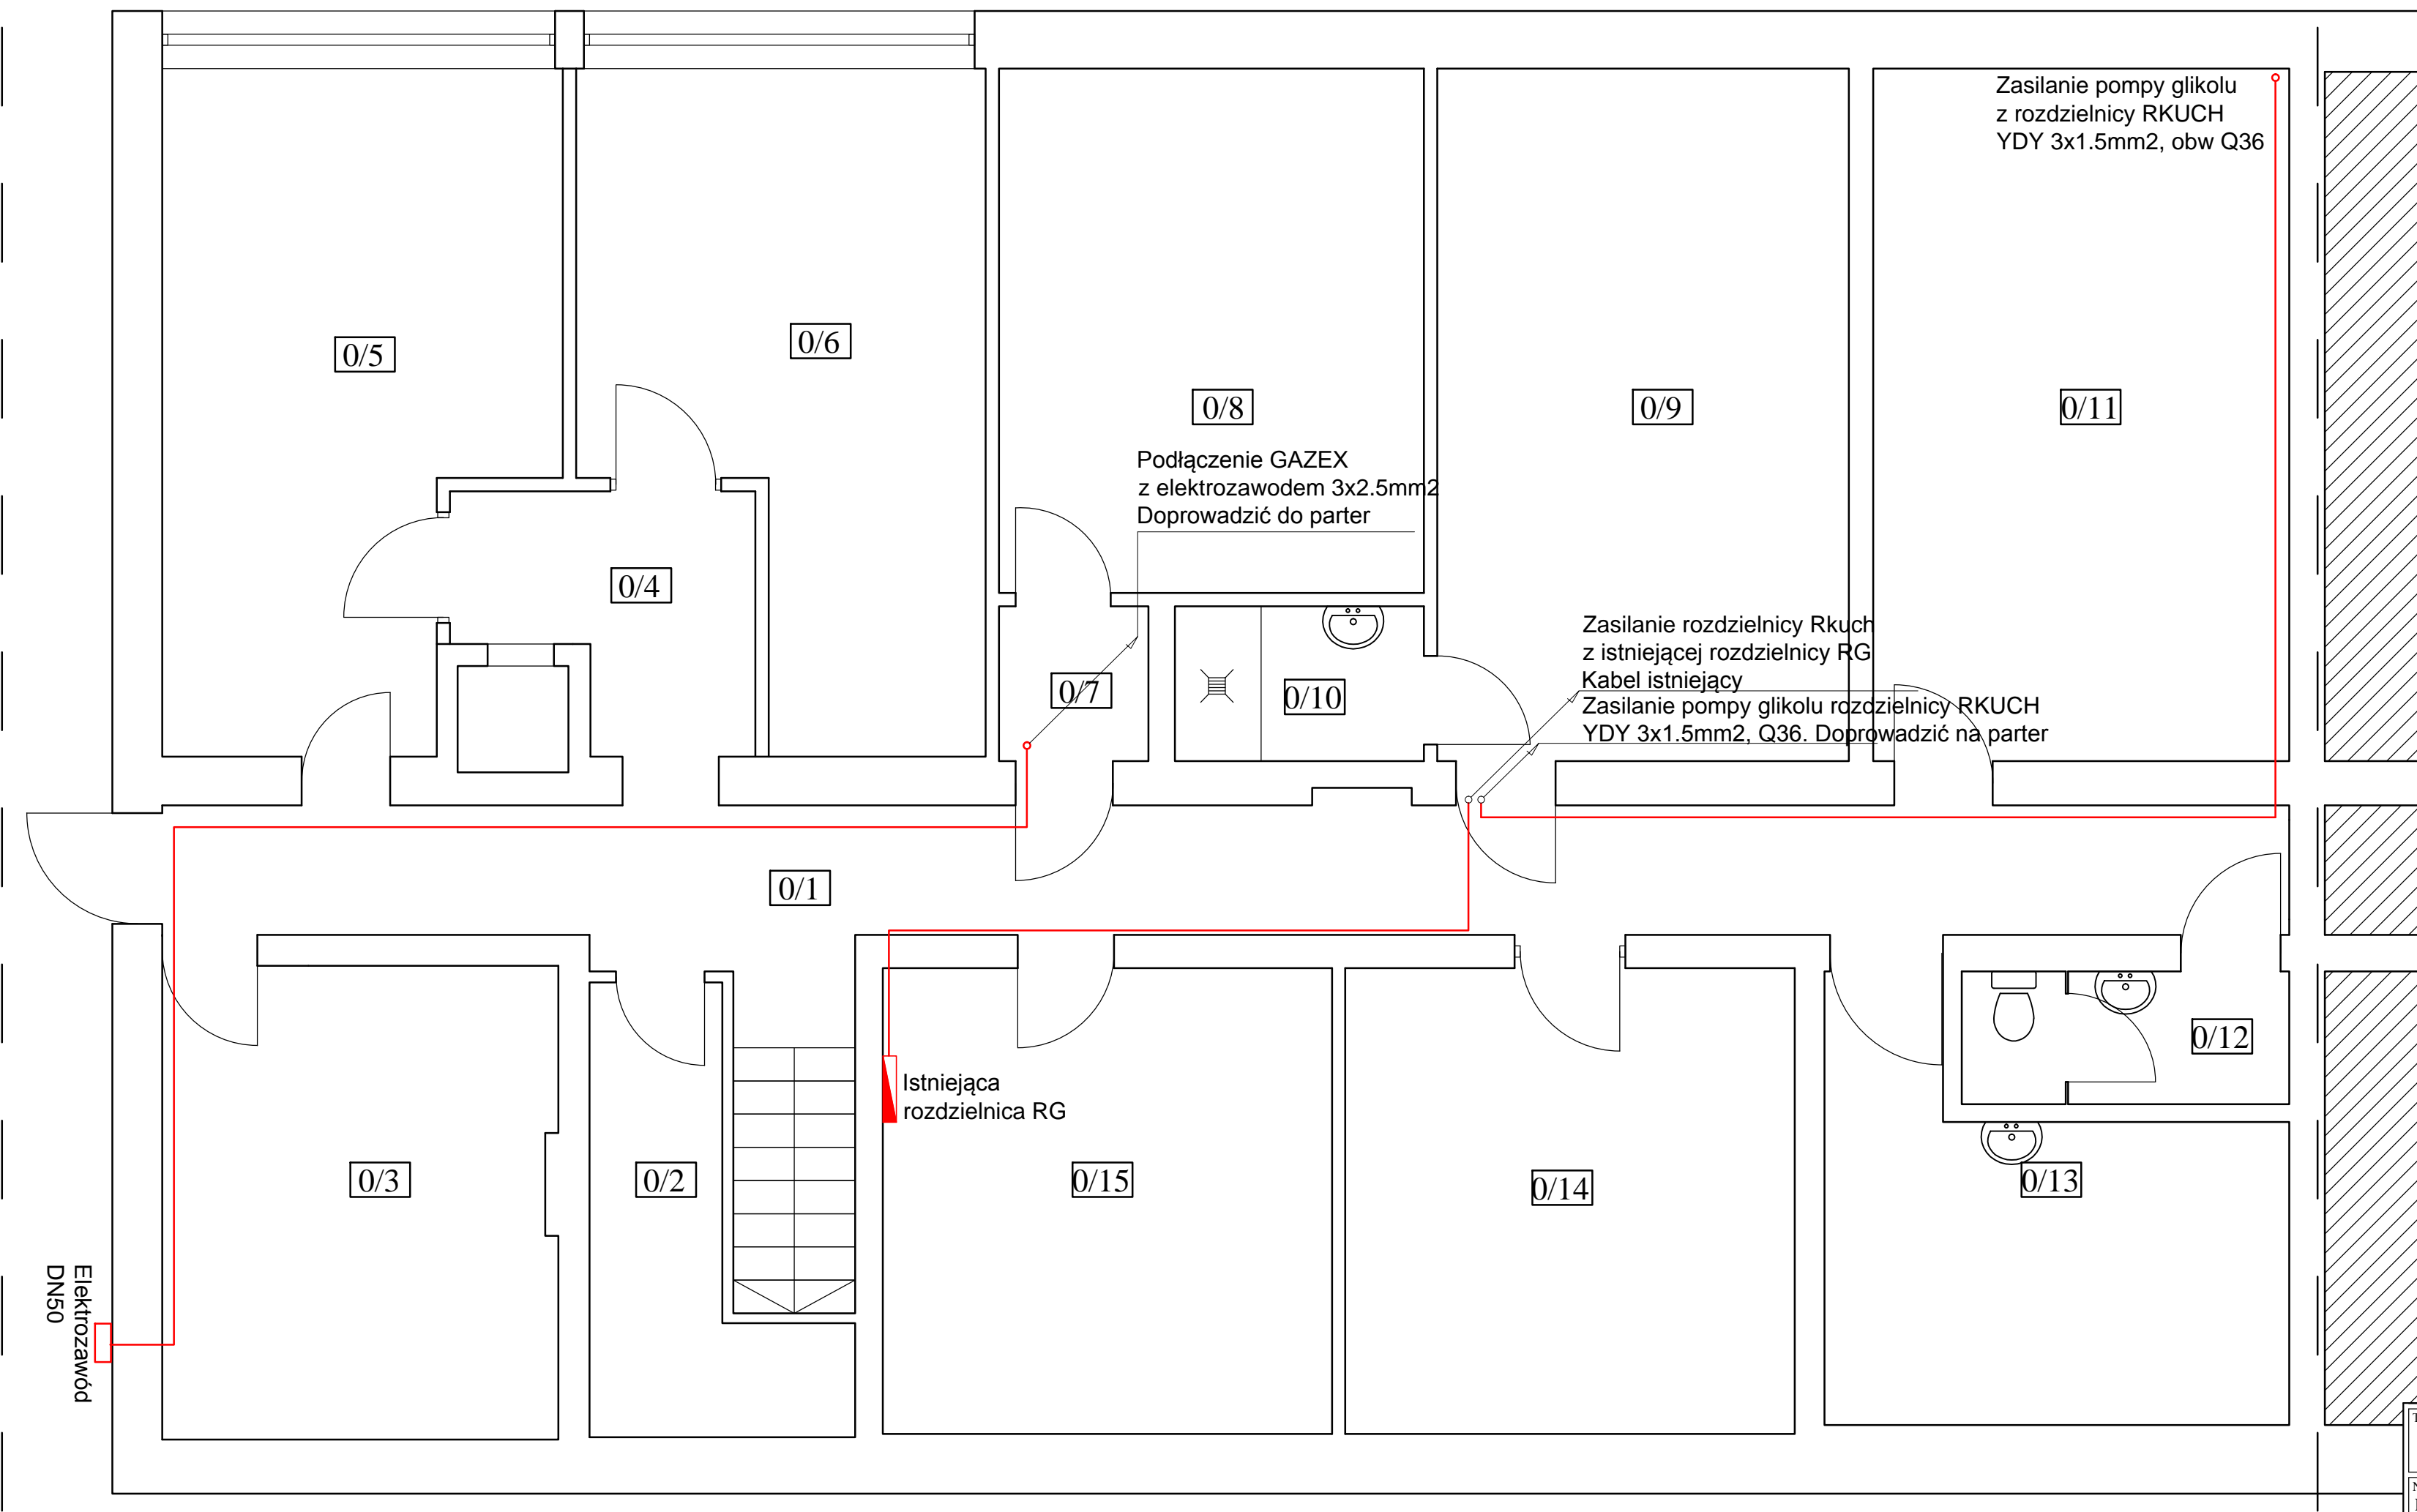 Zasilanie pompy glikolu
z rozdzielnicy RKUCH
YDY 3x1.5mm2, obw Q36
0/5
0/6
0/8
0/9
0/11
Podłączenie GAZEX
z elektrozawodem 3x2.5mm2
Doprowadzić do parter
0/4
0/7
0/10
Zasilanie rozdzielnicy Rkuch
z istniejącej rozdzielnicy RG
Kabel istniejący
Zasilanie pompy glikolu rozdzielnicy RKUCH
YDY 3x1.5mm2, Q36. Doprowadzić na parter
0/1
0/12
Istniejąca
rozdzielnica RG
0/3
0/2
0/15
0/14
0/13
Elektrozawód
DN50